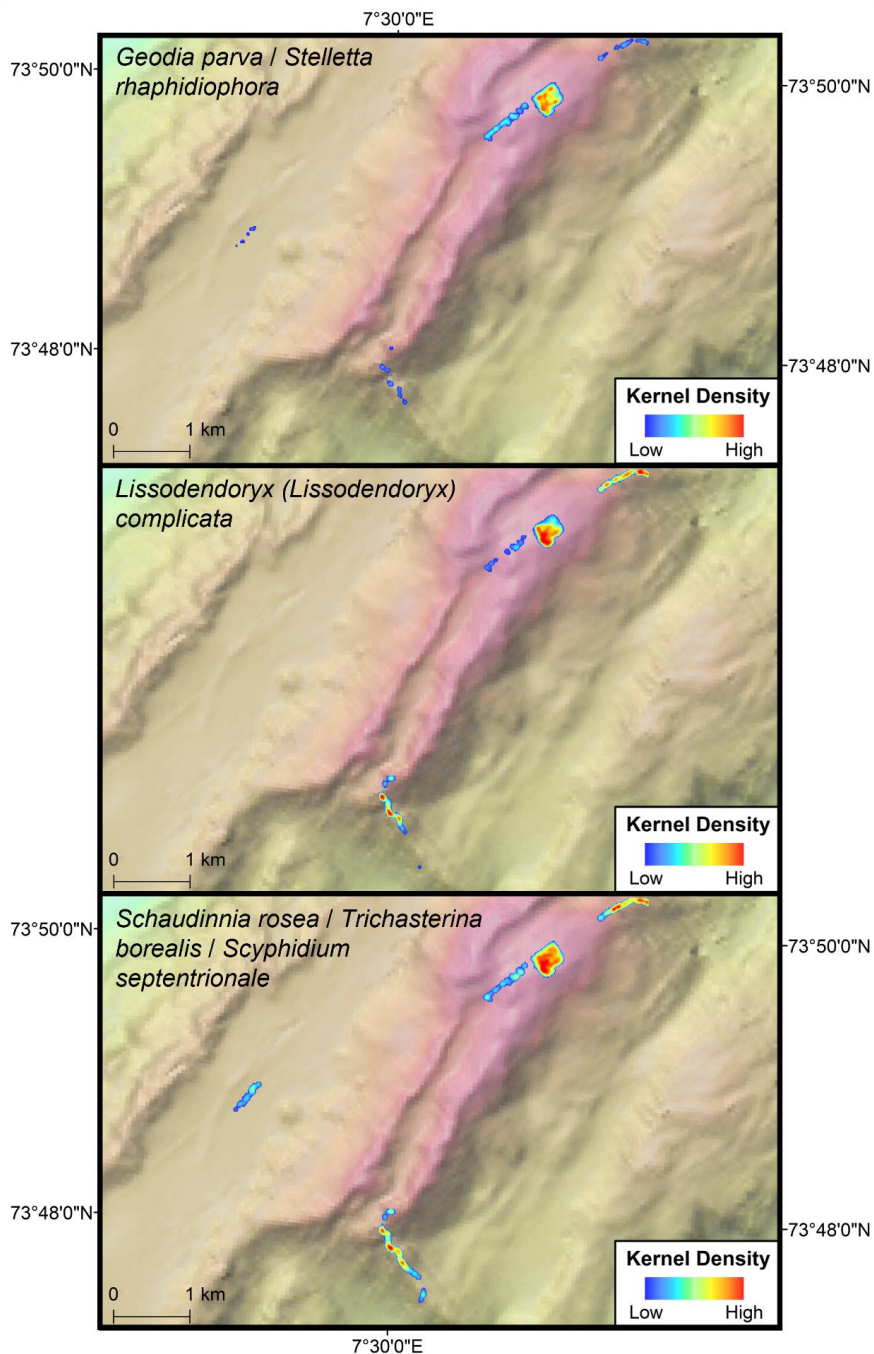 7°30'0"E
Geodia parva / Stelletta
rhaphidiophora
73°50'0"N
73°50'0"N
73°48'0"N
73°48'0"N
Kernel Density
Low High
0 1 km
Lissodendoryx (Lissodendoryx)
complicata
Kernel Density
Low High
0 1 km
Schaudinnia rosea / Trichasterina
borealis / Scyphidium
septentrionale
73°50'0"N
73°50'0"N
73°48'0"N
73°48'0"N
Kernel Density
Low High
0 1 km
7°30'0"E